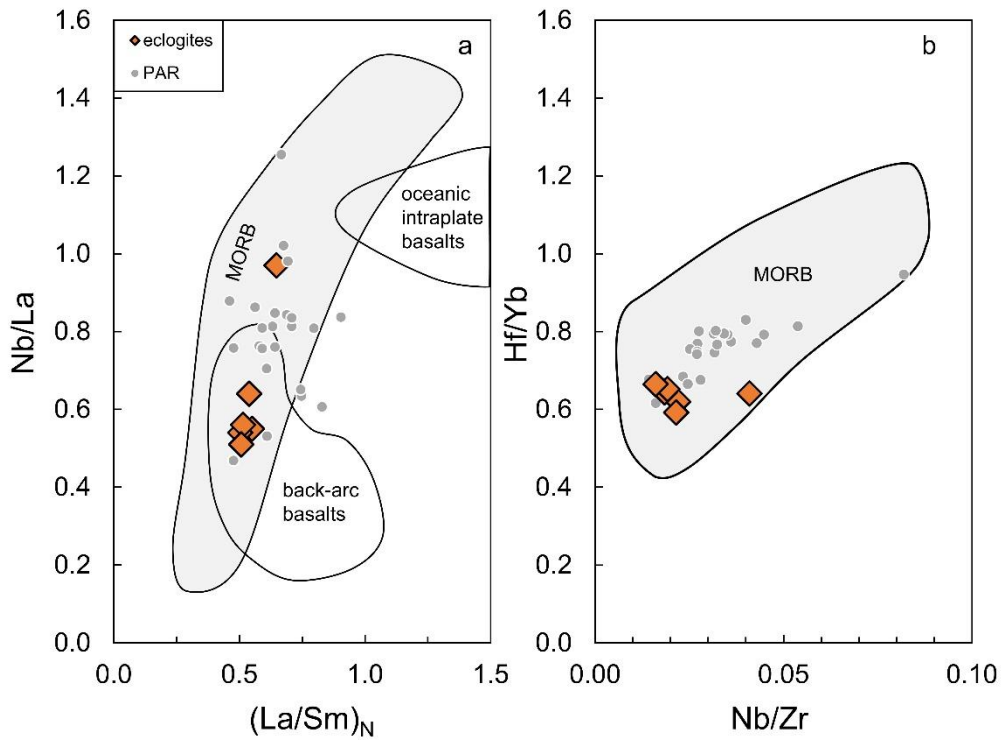 a
eclogites
PAR
1.6
1.4
1.2
1.0
0.8
0.6
0.4
0.2
0.0
Nb/La
MORB
oceanic
intraplate
basalts
back-arc
basalts
0.0
0.5
1.0
1.5
(La/Sm)N
b
1.6
1.4
1.2
1.0
0.8
0.6
0.4
0.2
0.0
Hf/Yb
MORB
0.00
0.05
0.10
Nb/Zr